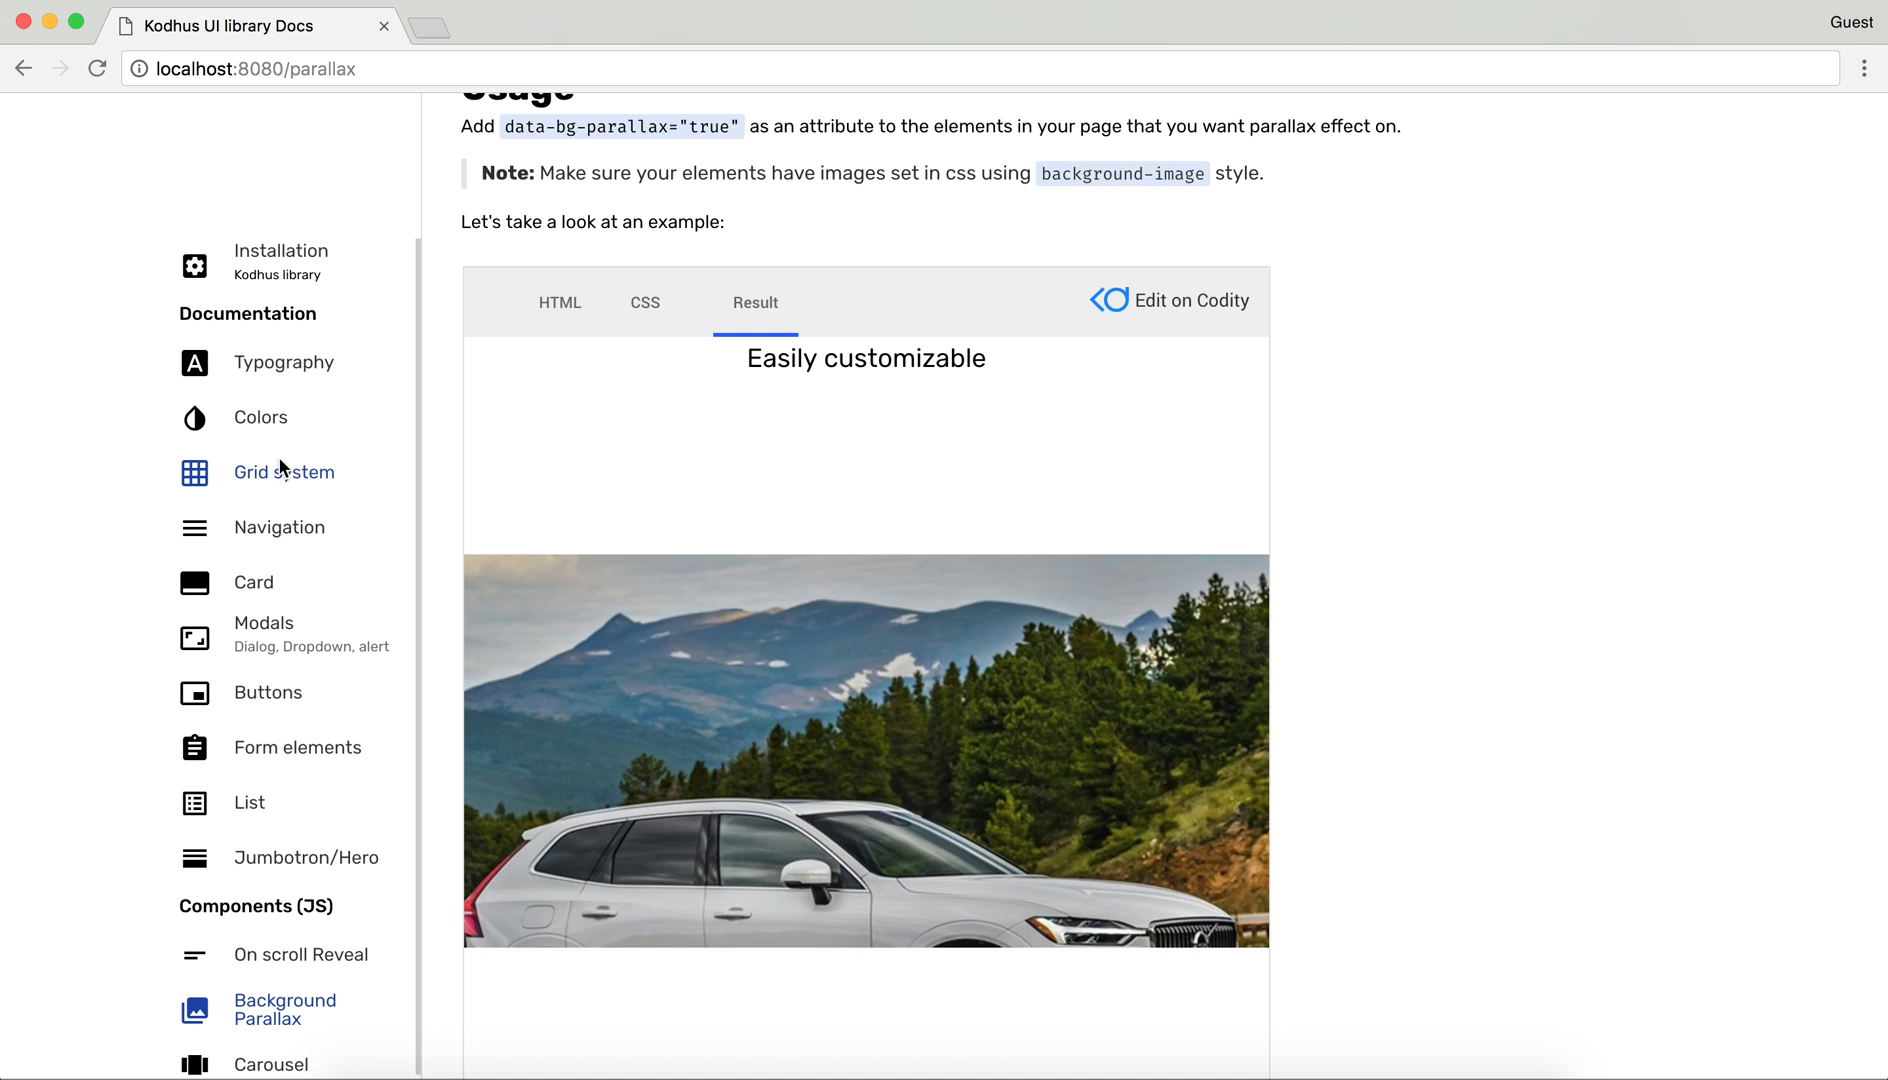 Kodhus UI library Docs
Guest
localhost:8080/parallax
Usage
Add data-bg-parallax="true" as an attribute to the elements in your page that you want parallax effect on.
Note: Make sure your elements have images set in css using background-image style.
Let's take a look at an example:
Installation
Kodhus library
Documentation
Typography
Colors
Grid system
Navigation
Card
Modals
Dialog, Dropdown, alert
Buttons
Form elements
List
Jumbotron/Hero
Components (JS)
On scroll Reveal
Background
Parallax
Carousel
HTML CSS Result Edit on Codity
Easily customizable